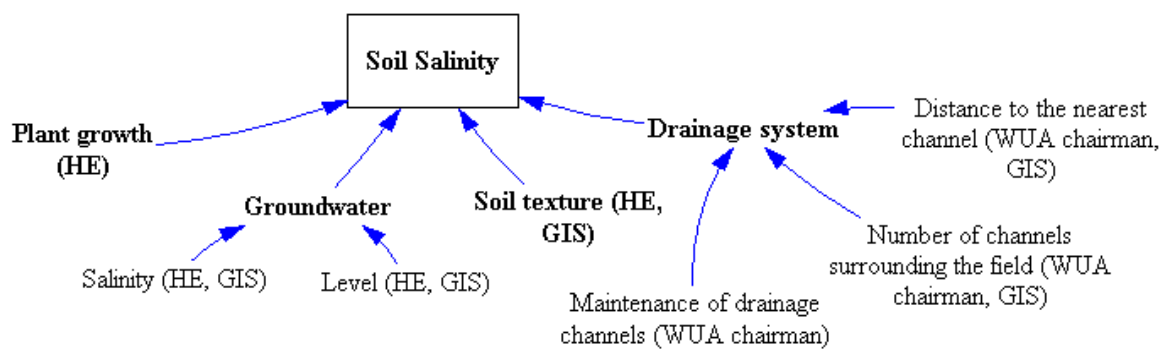 Soil Salinity
Plant growth
(HE)
Groundwater
Salinity (HE, GIS)
Level (HE, GIS)
Soil texture (HE,
GIS)
Drainage system
Distance to the nearest
channel (WUA chairman,
GIS)
Number of channels
surrounding the field (WUA
chairman, GIS)
Maintenance of drainage
channels (WUA chairman)